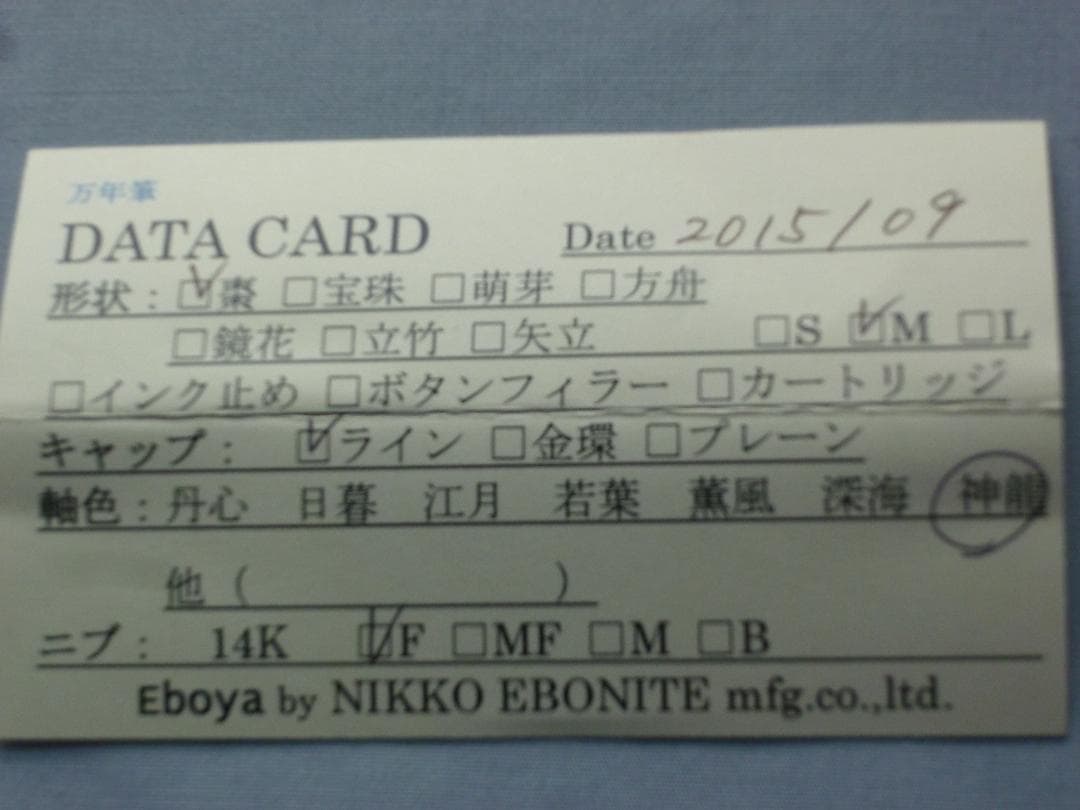 万年筆
DATA CARD Date 2015/09
形状：☑棗 □宝珠 □萌芽 □方舟
□鏡花 □立竹 □矢立 □S ☑M □L
□インク止め □ボタンフィラー □カートリッジ
キャップ： ☑ライン □金環 □プレーン
軸色：丹心 日暮 江月 若葉 薫風 深海 神龍
他（ ）
ニブ： 14K ☑F □MF □M □B
Eboya by NIKKO EBONITE mfg.co.,ltd.